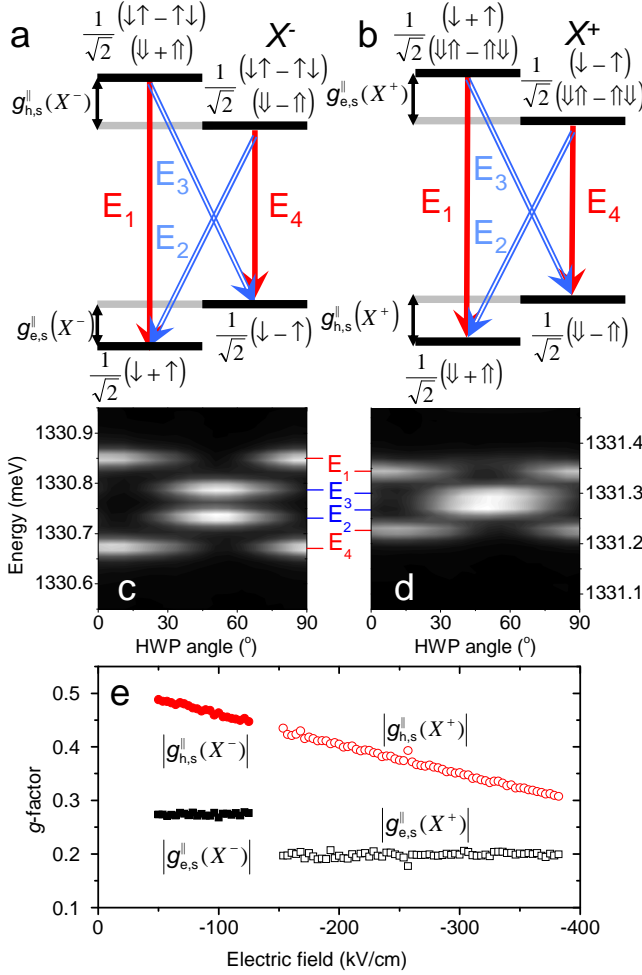 a
X⁻
1/√2 (↓↑ − ↑↓) (⇓ + ⇑)
1/√2 (↓↑ − ↑↓) (⇓ − ⇑)
g∥h,s(X⁻)
E₁
E₃
E₂
E₄
g∥e,s(X⁻)
1/√2 (↓ + ↑)
1/√2 (↓ − ↑)
b
X⁺
1/√2 (↓ + ↑) (⇓⇑ − ⇑⇓)
1/√2 (↓ − ↑) (⇓⇑ − ⇑⇓)
g∥e,s(X⁺)
E₁
E₃
E₂
E₄
g∥h,s(X⁺)
1/√2 (⇓ + ⇑)
1/√2 (⇓ − ⇑)
Energy (meV)
1330.9
1330.8
1330.7
1330.6
c
0
30
60
90
HWP angle (°)
E₁
E₃
E₂
E₄
d
1331.4
1331.3
1331.2
1331.1
0
30
60
90
HWP angle (°)
e
g-factor
0.5
0.4
0.3
0.2
0.1
|g∥h,s(X⁻)|
|g∥h,s(X⁺)|
|g∥e,s(X⁻)|
|g∥e,s(X⁺)|
0
-100
-200
-300
-400
Electric field (kV/cm)